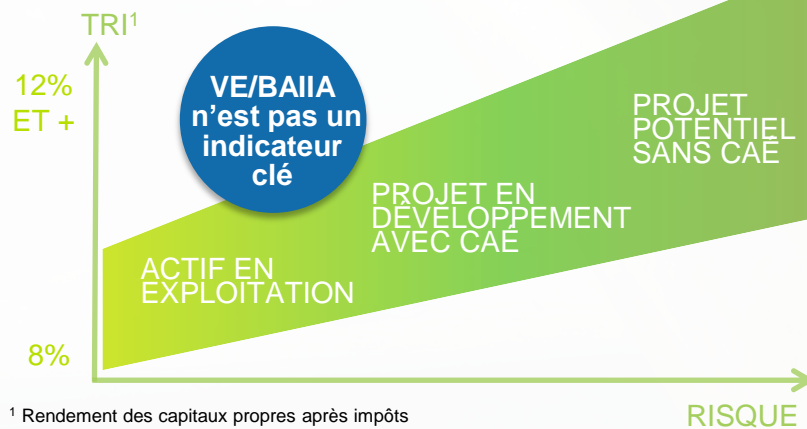 TRI¹
12%
ET +
VE/BAIIA
n'est pas un
indicateur
clé
PROJET
POTENTIEL
SANS CAÉ
PROJET EN
DÉVELOPPEMENT
AVEC CAÉ
ACTIF EN
EXPLOITATION
8%
¹ Rendement des capitaux propres après impôts
RISQUE